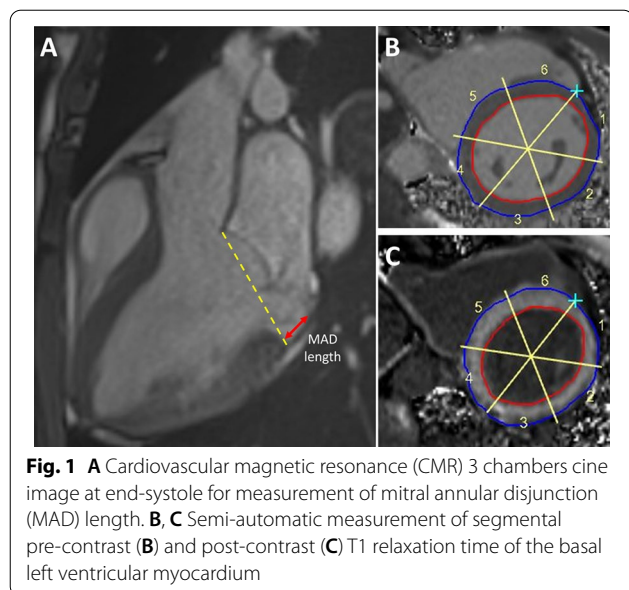 A
MAD
length
B
6
5
1
4
2
3
C
6
5
1
4
2
3
Fig. 1 A Cardiovascular magnetic resonance (CMR) 3 chambers cine
image at end-systole for measurement of mitral annular disjunction
(MAD) length. B, C Semi-automatic measurement of segmental
pre-contrast (B) and post-contrast (C) T1 relaxation time of the basal
left ventricular myocardium